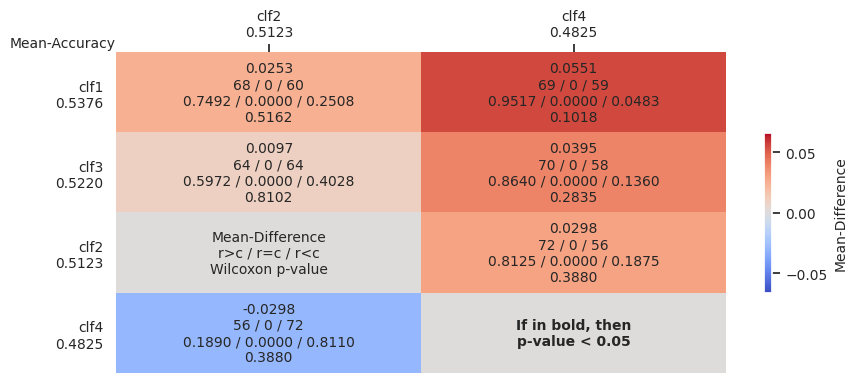 clf2
0.5123
clf4
0.4825
Mean-Accuracy
clf1
0.5376
0.0253
68 / 0 / 60
0.7492 / 0.0000 / 0.2508
0.5162
0.0551
69 / 0 / 59
0.9517 / 0.0000 / 0.0483
0.1018
clf3
0.5220
0.0097
64 / 0 / 64
0.5972 / 0.0000 / 0.4028
0.8102
0.0395
70 / 0 / 58
0.8640 / 0.0000 / 0.1360
0.2835
clf2
0.5123
Mean-Difference
r>c / r=c / r<c
Wilcoxon p-value
0.0298
72 / 0 / 56
0.8125 / 0.0000 / 0.1875
0.3880
clf4
0.4825
-0.0298
56 / 0 / 72
0.1890 / 0.0000 / 0.8110
0.3880
If in bold, then
p-value < 0.05
0.05
0.00
−0.05
Mean-Difference